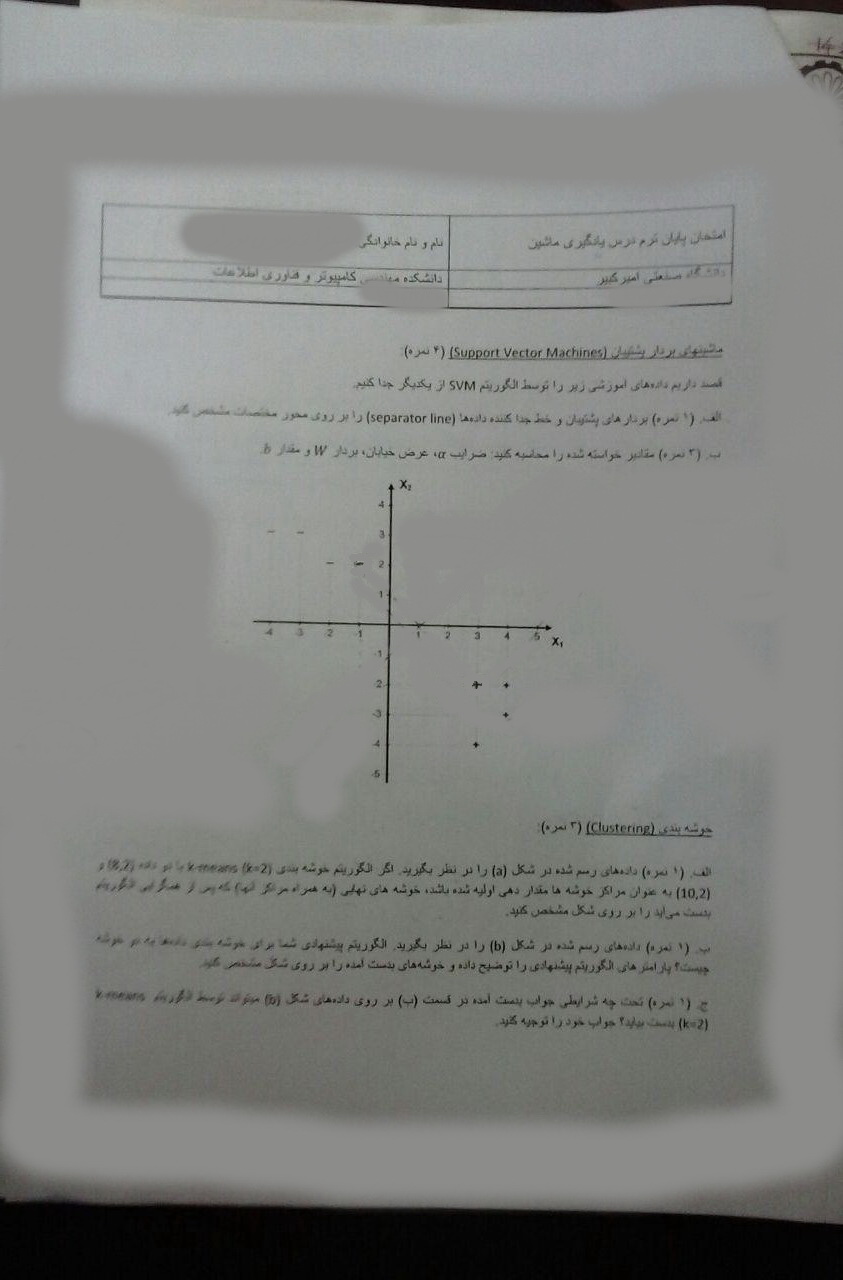 امتحان پایان ترم درس یادگیری ماشین
نام و نام خانوانگی
دانشگاه صنعتی امیرکبیر
دانشکده مهندسی کامپیوتر و فناوری اطلاعات
ماشینهای بردار پشتیبان (Support Vector Machines) (۴ نمره):
قصد داریم داده‌های آموزشی زیر را توسط الگوریتم SVM از یکدیگر جدا کنیم.
الف. (۱ نمره) بردارهای پشتیبان و خط جدا کننده داده‌ها (separator line) را بر روی محور مختصات مشخص کنید.
ب. (۳ نمره) مقادیر خواسته شده را محاسبه کنید: ضرایب α، عرض خیابان، بردار W و مقدار b.
X₂
4
3
2
1
-4 -3 -2 -1 1 2 3 4 5
X₁
-1
-2
-3
-4
-5
خوشه بندی (Clustering) (۳ نمره):
الف. (۱ نمره) داده‌های رسم شده در شکل (a) را در نظر بگیرید. اگر الگوریتم خوشه بندی k-means (k=2) با دو داده (8,2) و
(10,2) به عنوان مراکز خوشه ها مقدار دهی اولیه شده باشد، خوشه های نهایی (به همراه مراکز آنها) که پس از همگرایی الگوریتم
بدست می‌آید را بر روی شکل مشخص کنید.
ب. (۱ نمره) داده‌های رسم شده در شکل (b) را در نظر بگیرید. الگوریتم پیشنهادی شما برای خوشه بندی داده‌ها به دو خوشه
چیست؟ پارامترهای الگوریتم پیشنهادی را توضیح داده و خوشه‌های بدست آمده را بر روی شکل مشخص کنید.
ج. (۱ نمره) تحت چه شرایطی جواب بدست آمده در قسمت (ب) بر روی داده‌های شکل (b) میتواند توسط الگوریتم k-means
(k=2) بدست بیاید؟ جواب خود را توجیه کنید.